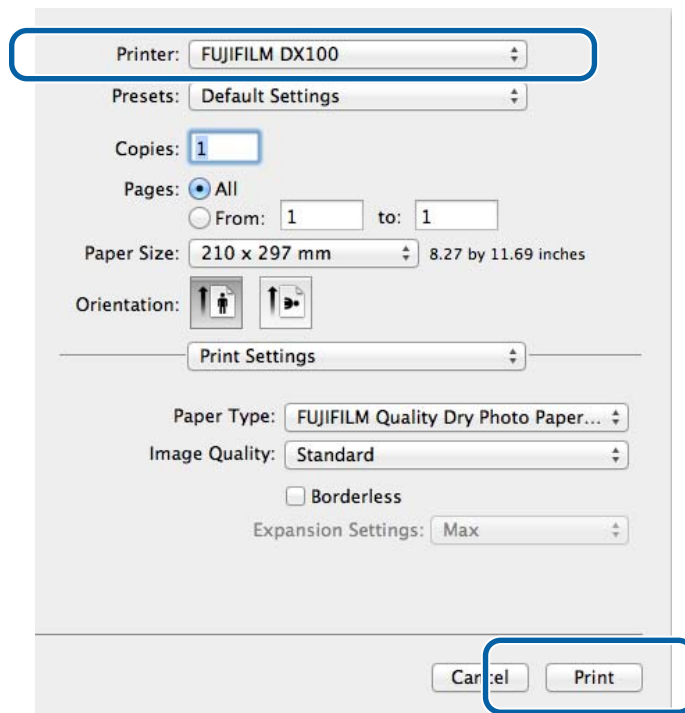 Printer: FUJIFILM DX100
Presets: Default Settings
Copies: 1
Pages: All
From: 1 to: 1
Paper Size: 210 x 297 mm 8.27 by 11.69 inches
Orientation:
Print Settings
Paper Type: FUJIFILM Quality Dry Photo Paper...
Image Quality: Standard
Borderless
Expansion Settings: Max
Cancel Print